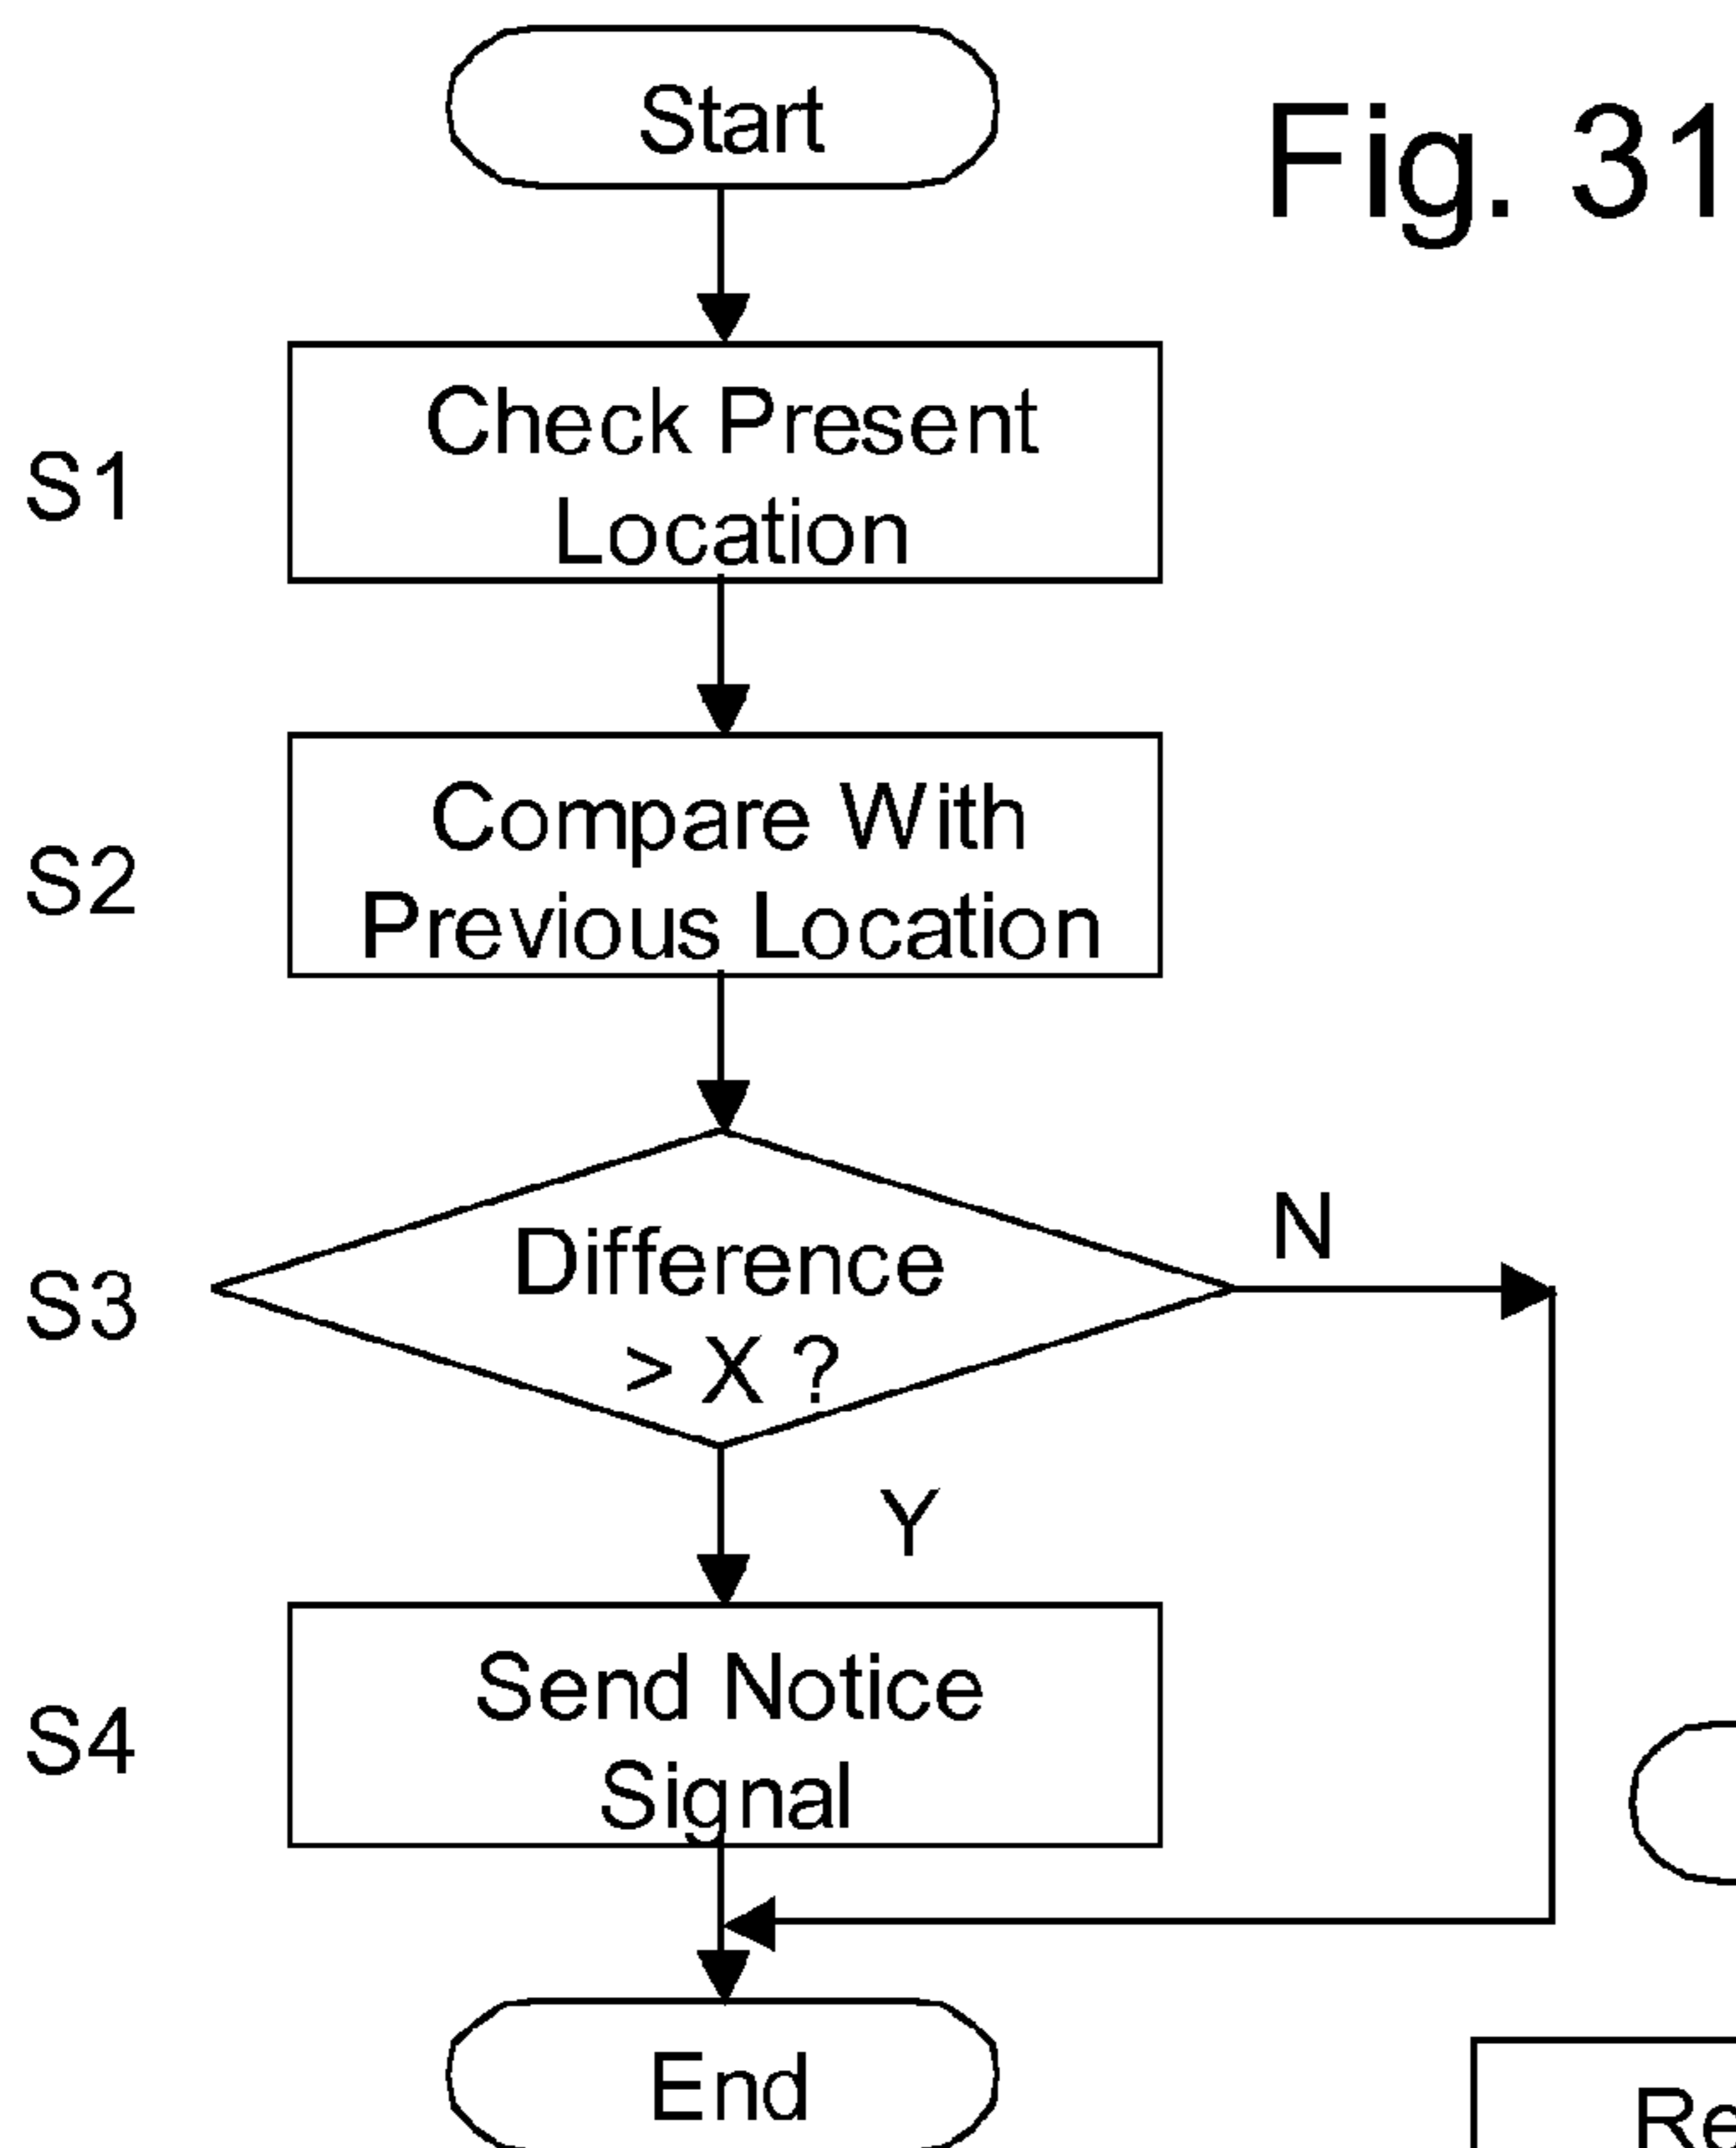 Start
Fig. 31
S1
Check Present
Location
S2
Compare With
Previous Location
S3
Difference
> X ?
N
Y
S4
Send Notice
Signal
End
Re